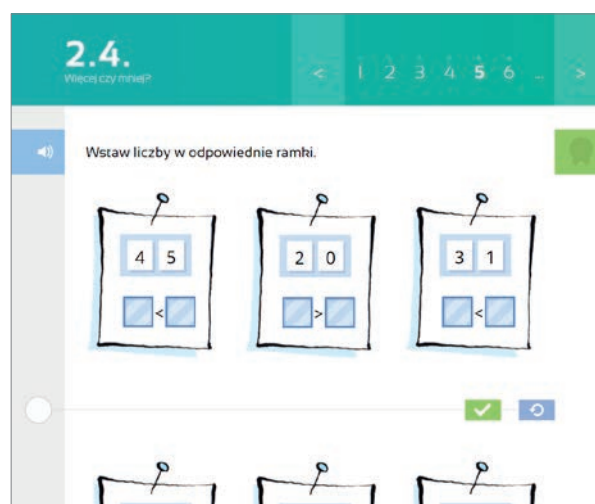 2.4.
Więcej czy mniej?
< 1 2 3 4 5 6 ... >
Wstaw liczby w odpowiednie ramki.
4 5
2 0
3 1
<
>
<